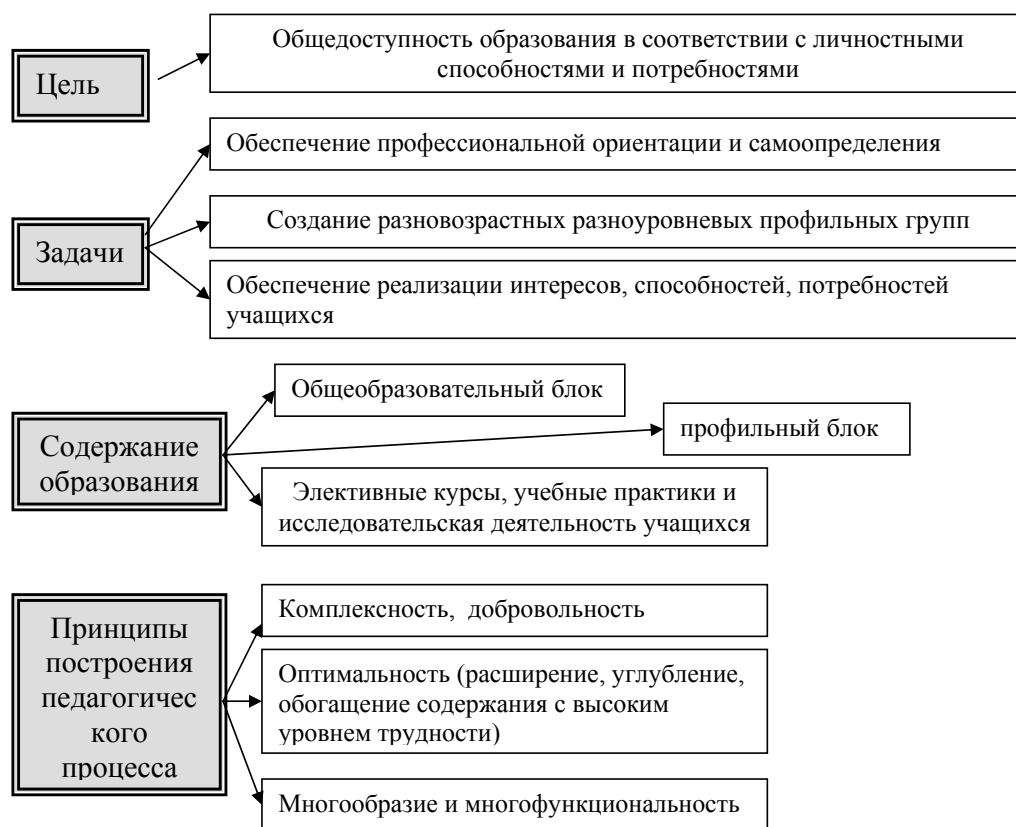 Цель
Общедоступность образования в соответствии с личностными
способностями и потребностями
Задачи
Обеспечение профессиональной ориентации и самоопределения
Создание разновозрастных разноуровневых профильных групп
Обеспечение реализации интересов, способностей, потребностей
учащихся
Содержание
образования
Общеобразовательный блок
профильный блок
Элективные курсы, учебные практики и
исследовательская деятельность учащихся
Принципы
построения
педагогичес
кого
процесса
Комплексность, добровольность
Оптимальность (расширение, углубление,
обогащение содержания с высоким
уровнем трудности)
Многообразие и многофункциональность